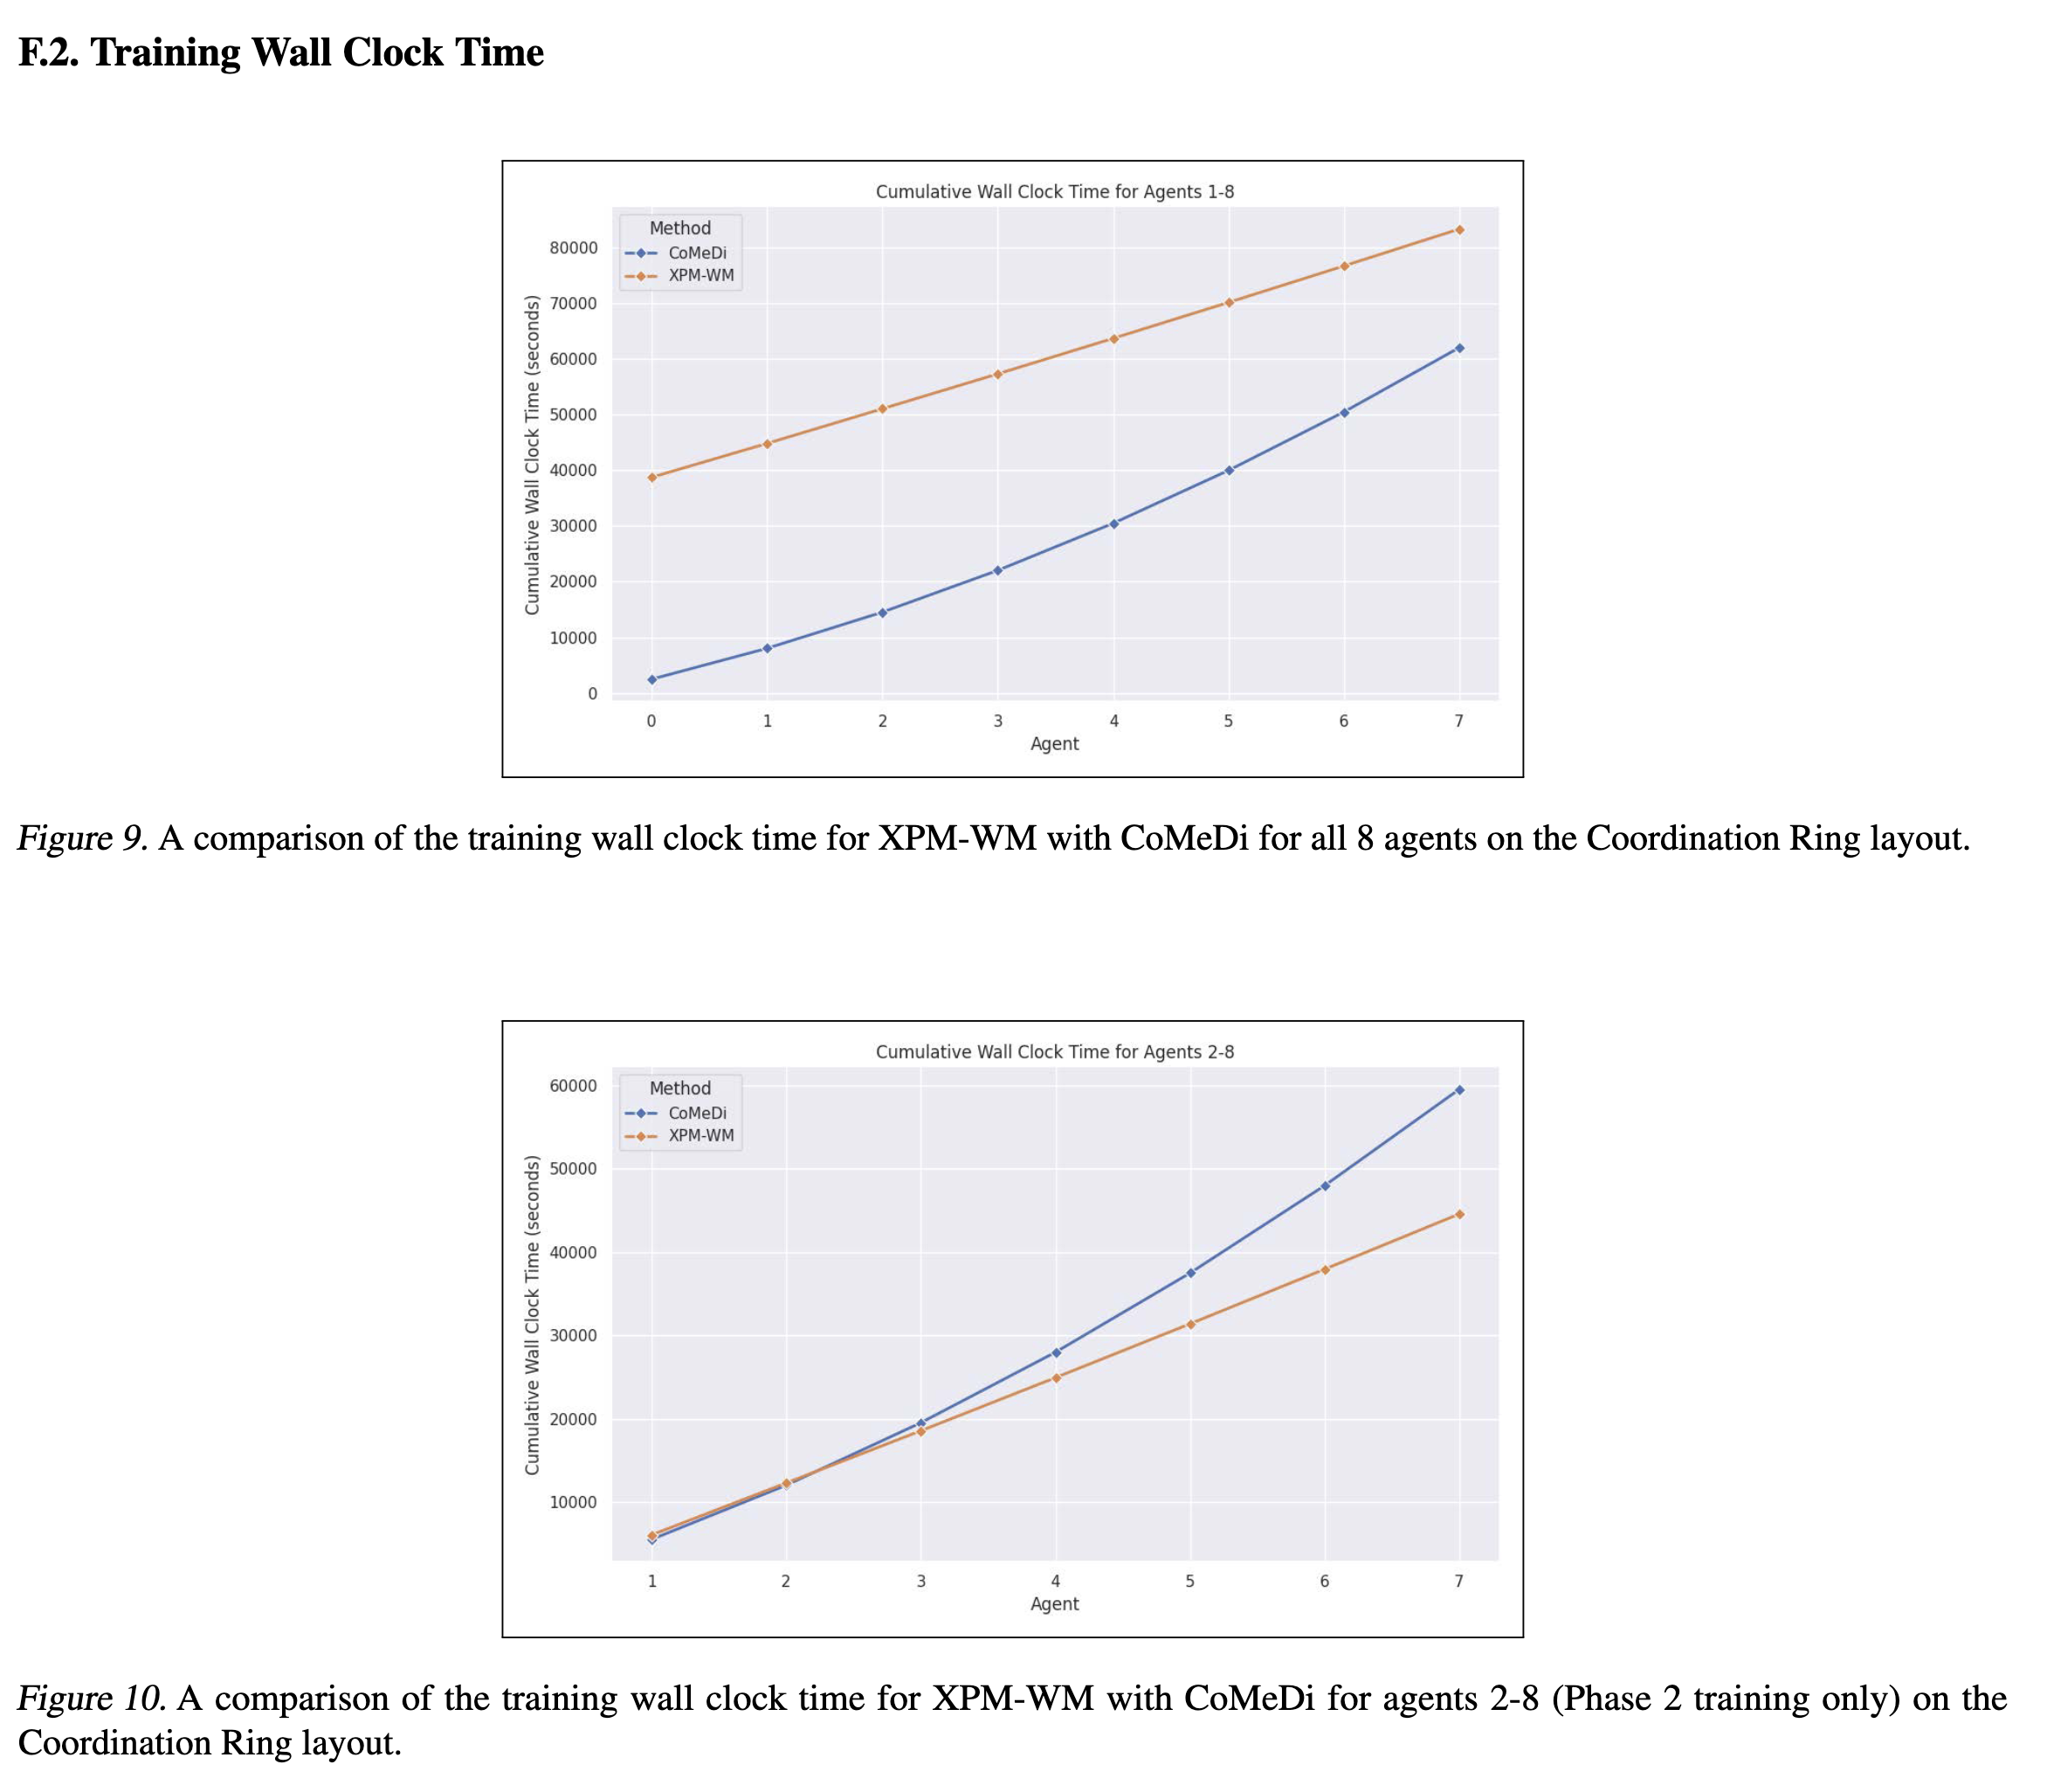 F.2. Training Wall Clock Time
Cumulative Wall Clock Time for Agents 1-8
Method
CoMeDi
XPM-WM
Cumulative Wall Clock Time (seconds)
80000
70000
60000
50000
40000
30000
20000
10000
0
0 1 2 3 4 5 6 7
Agent
Figure 9. A comparison of the training wall clock time for XPM-WM with CoMeDi for all 8 agents on the Coordination Ring layout.
Cumulative Wall Clock Time for Agents 2-8
Method
CoMeDi
XPM-WM
Cumulative Wall Clock Time (seconds)
60000
50000
40000
30000
20000
10000
1 2 3 4 5 6 7
Agent
Figure 10. A comparison of the training wall clock time for XPM-WM with CoMeDi for agents 2-8 (Phase 2 training only) on the
Coordination Ring layout.